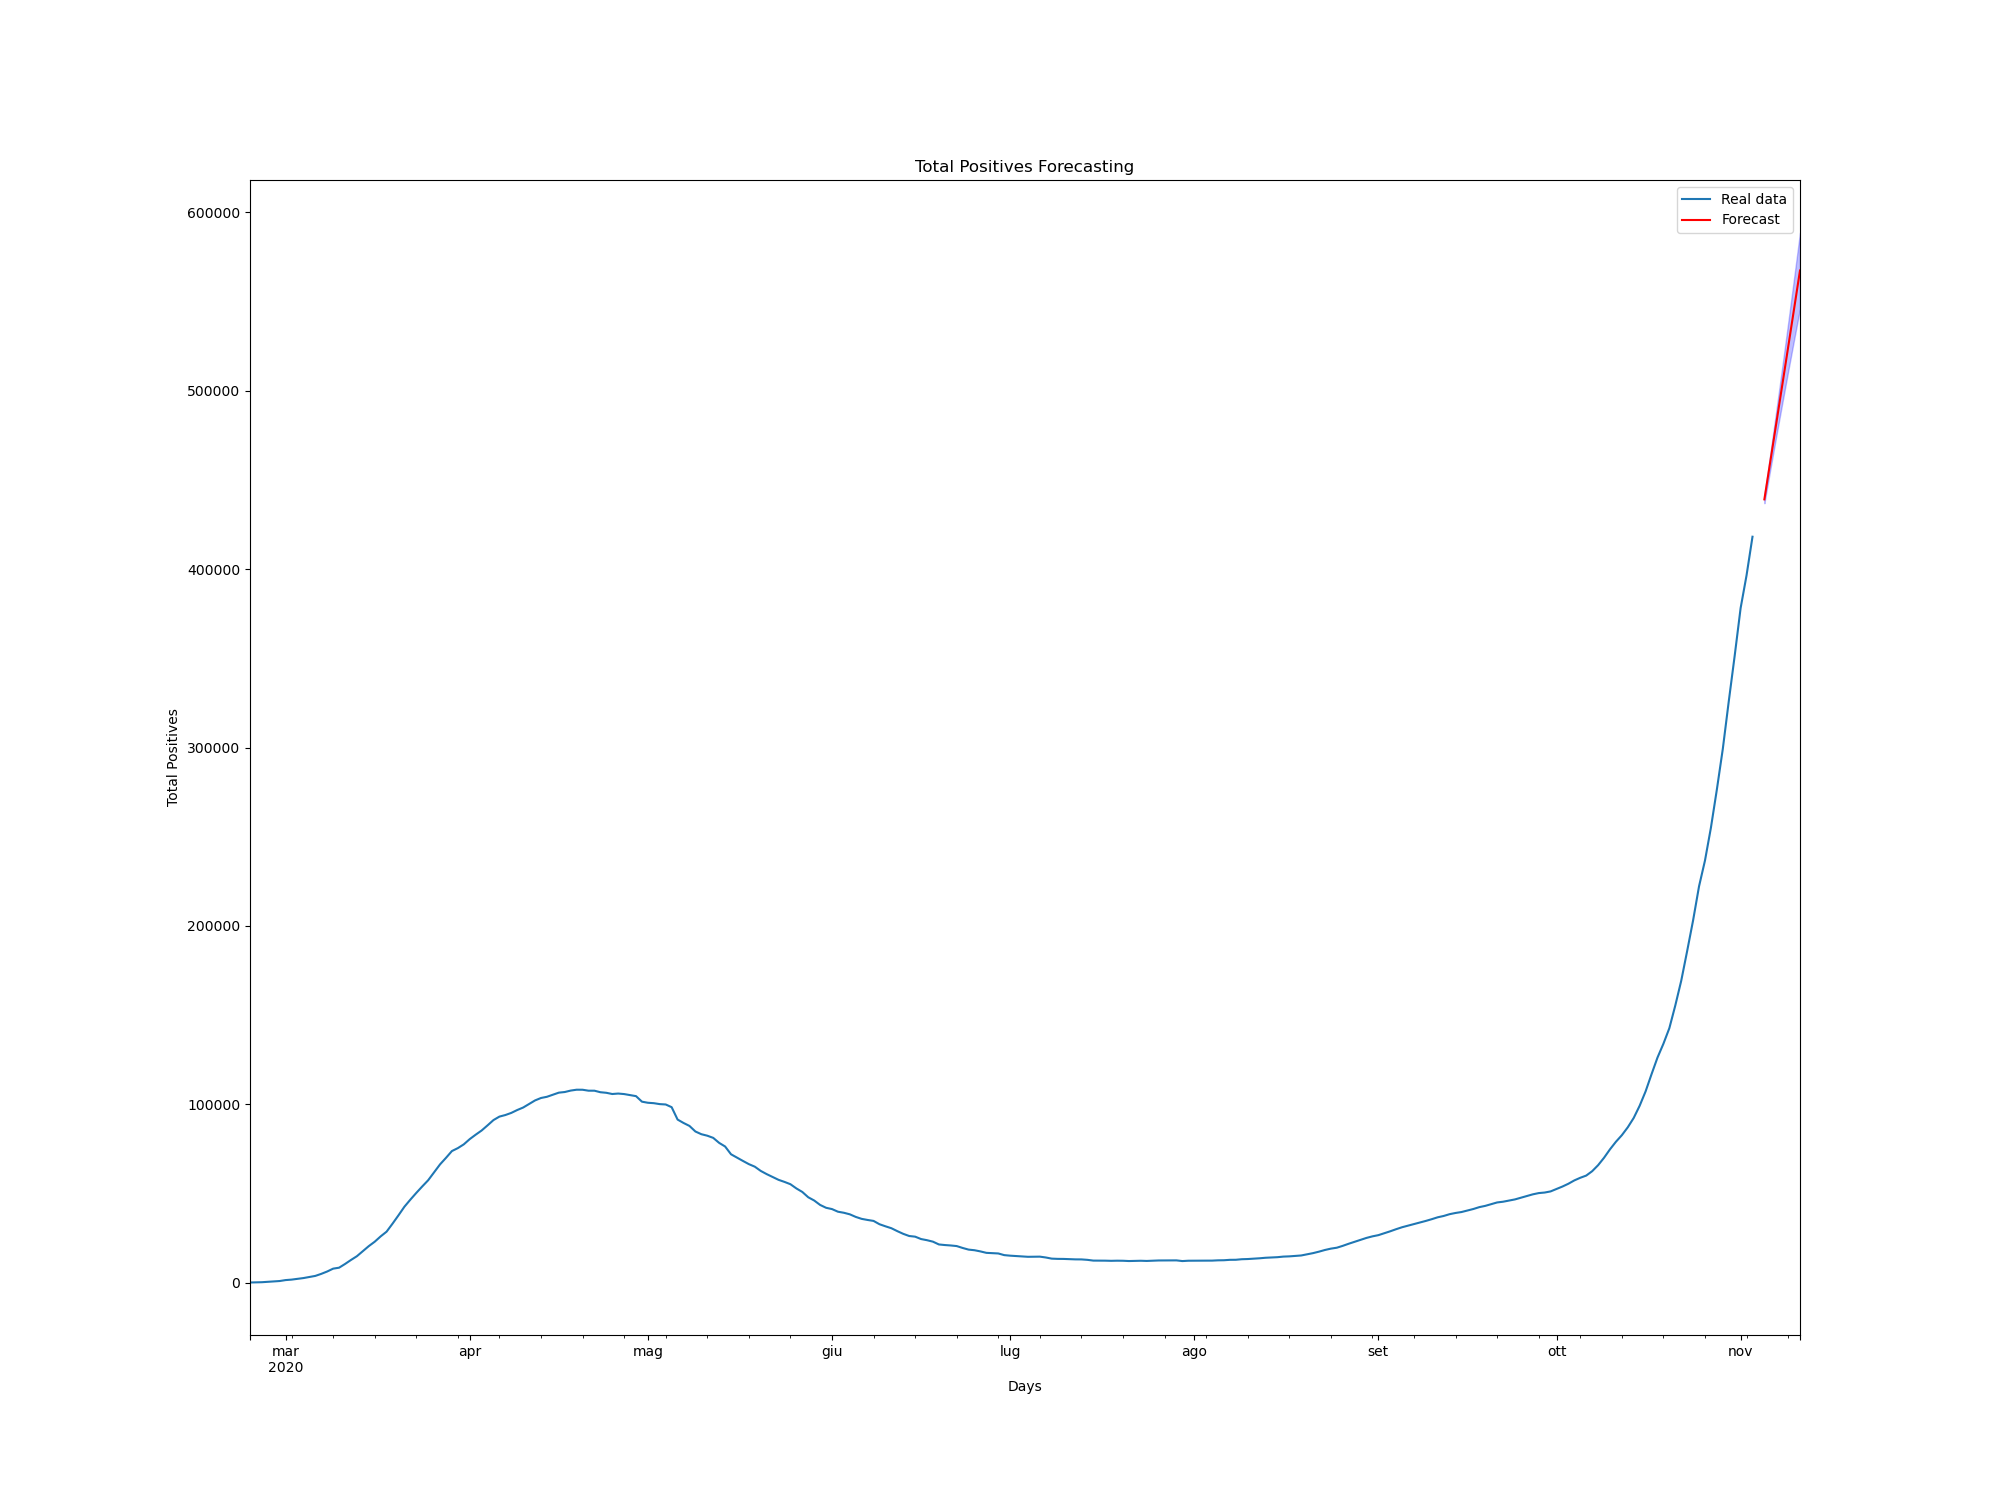 Total Positives Forecasting
Real data
Forecast
600000
500000
400000
300000
200000
100000
0
Total Positives
mar apr mag giu lug ago set ott nov
2020
Days